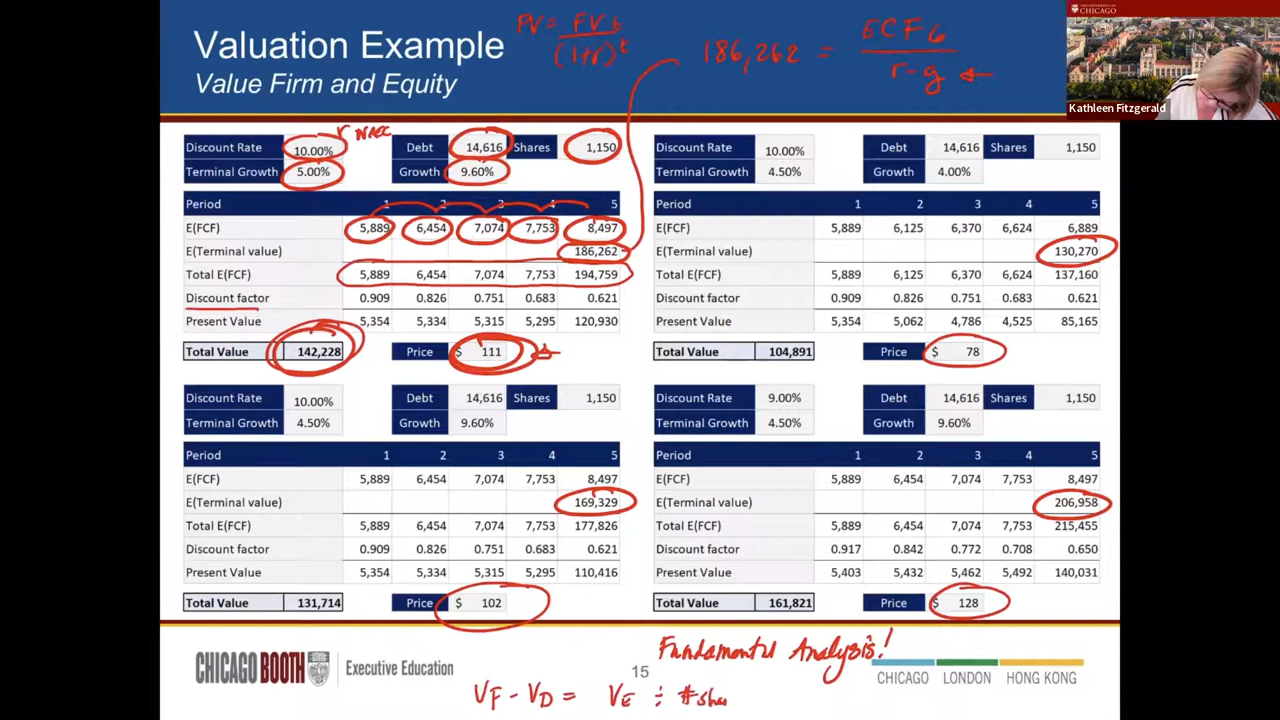 Valuation Example
Value Firm and Equity
PV = FVt
(1+r)^t
186,262 = ECF6
r-g
THE UNIVERSITY OF
CHICAGO
Kathleen Fitzgerald
r WACC
Discount Rate 10.00% Debt 14,616 Shares 1,150
Terminal Growth 5.00% Growth 9.60%
Period 1 2 3 4 5
E(FCF) 5,889 6,454 7,074 7,753 8,497
E(Terminal value) 186,262
Total E(FCF) 5,889 6,454 7,074 7,753 194,759
Discount factor 0.909 0.826 0.751 0.683 0.621
Present Value 5,354 5,334 5,315 5,295 120,930
Total Value 142,228 Price $ 111
Discount Rate 10.00% Debt 14,616 Shares 1,150
Terminal Growth 4.50% Growth 4.00%
Period 1 2 3 4 5
E(FCF) 5,889 6,125 6,370 6,624 6,889
E(Terminal value) 130,270
Total E(FCF) 5,889 6,125 6,370 6,624 137,160
Discount factor 0.909 0.826 0.751 0.683 0.621
Present Value 5,354 5,062 4,786 4,525 85,165
Total Value 104,891 Price $ 78
Discount Rate 10.00% Debt 14,616 Shares 1,150
Terminal Growth 4.50% Growth 9.60%
Period 1 2 3 4 5
E(FCF) 5,889 6,454 7,074 7,753 8,497
E(Terminal value) 169,329
Total E(FCF) 5,889 6,454 7,074 7,753 177,826
Discount factor 0.909 0.826 0.751 0.683 0.621
Present Value 5,354 5,334 5,315 5,295 110,416
Total Value 131,714 Price $ 102
Discount Rate 9.00% Debt 14,616 Shares 1,150
Terminal Growth 4.50% Growth 9.60%
Period 1 2 3 4 5
E(FCF) 5,889 6,454 7,074 7,753 8,497
E(Terminal value) 206,958
Total E(FCF) 5,889 6,454 7,074 7,753 215,455
Discount factor 0.917 0.842 0.772 0.708 0.650
Present Value 5,403 5,432 5,462 5,492 140,031
Total Value 161,821 Price $ 128
Fundamental Analysis!
CHICAGO BOOTH Executive Education
15
CHICAGO LONDON HONG KONG
VF - VD = VE ÷ # sha